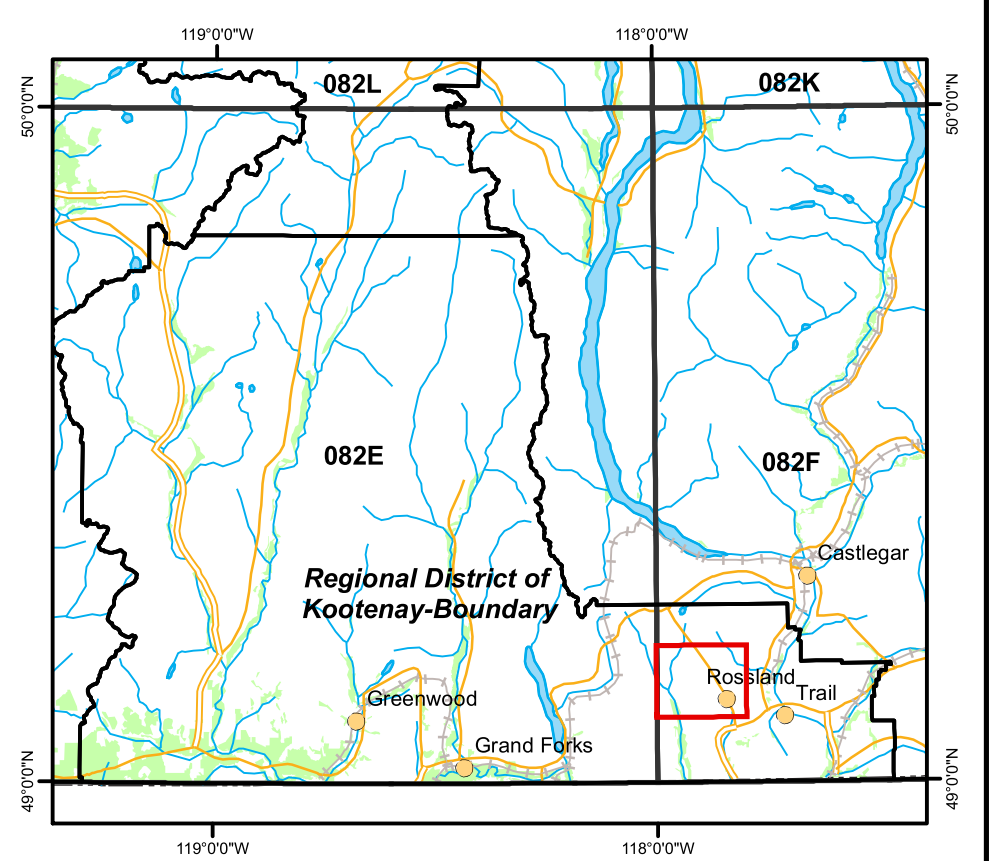 119°0'0"W
118°0'0"W
082L
082K
50°0'0"N
50°0'0"N
082E
082F
Castlegar
Regional District of
Kootenay-Boundary
Rossland
Greenwood
Trail
Grand Forks
49°0'0"N
49°0'0"N
119°0'0"W
118°0'0"W